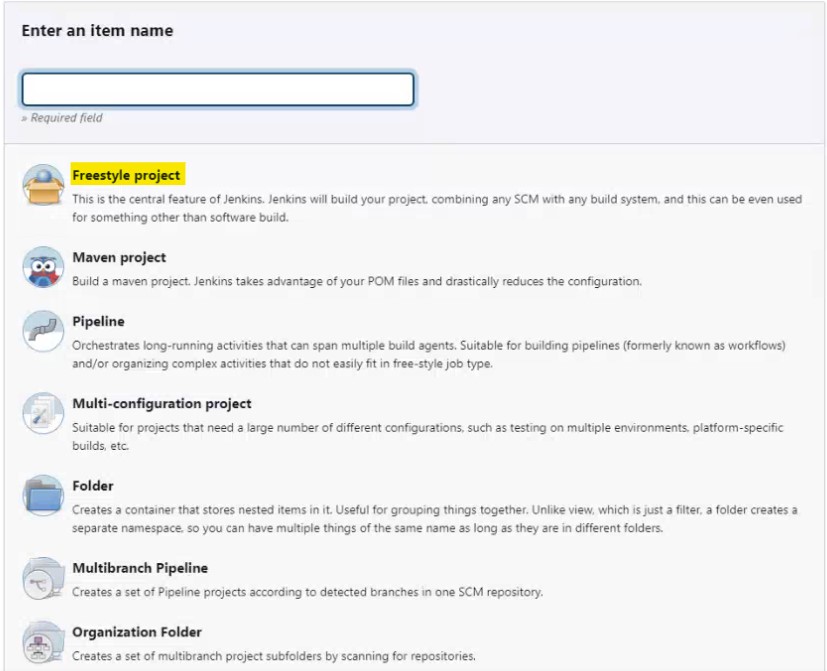 Enter an item name
» Required field
Freestyle project
This is the central feature of Jenkins. Jenkins will build your project, combining any SCM with any build system, and this can be even used
for something other than software build.
Maven project
Build a maven project. Jenkins takes advantage of your POM files and drastically reduces the configuration.
Pipeline
Orchestrates long-running activities that can span multiple build agents. Suitable for building pipelines (formerly known as workflows)
and/or organizing complex activities that do not easily fit in free-style job type.
Multi-configuration project
Suitable for projects that need a large number of different configurations, such as testing on multiple environments, platform-specific
builds, etc.
Folder
Creates a container that stores nested items in it. Useful for grouping things together. Unlike view, which is just a filter, a folder creates a
separate namespace, so you can have multiple things of the same name as long as they are in different folders.
Multibranch Pipeline
Creates a set of Pipeline projects according to detected branches in one SCM repository.
Organization Folder
Creates a set of multibranch project subfolders by scanning for repositories.